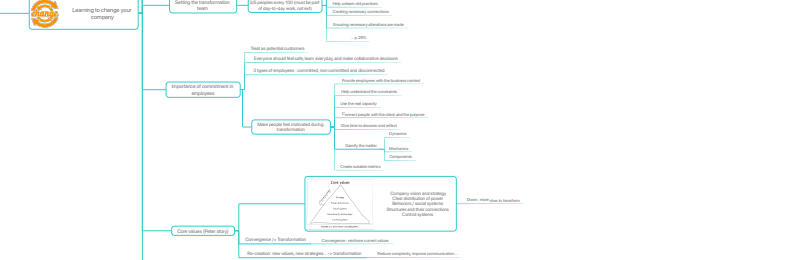 change
Learning to change your
company
Setting the transformation
team
5/6 peoples every 100 (must be part
of day-to-day work, not ext)
Help unlearn old practices
Creating necessary connections
Ensuring necessary alterations are made
Importance of commitment in
employees
Treat as potential customers
Everyone should feel safe, learn everyday, and make collaborative decisions
3 types of employees : committed, non committed and disconnected
Make people feel motivated during
transformation
Provide employees with the business context
Help understand the constraints
Use the real capacity
Connect people with the client and the purpose
Give time to discover and reflect
Gamify the matter
Dynamics
Mechanics
Components
Create suitable metrics
Core values (Peter story)
Core values
Company vision and strategy
Clear distribution of power
Behaviors / social systems
Structures and their connections
Control systems
Down : more
Convergence /= Transformation
Convergence : reinforce current values
Re-creation: new values, new strategies... -> transformation
Reduce complexity, improve communication...